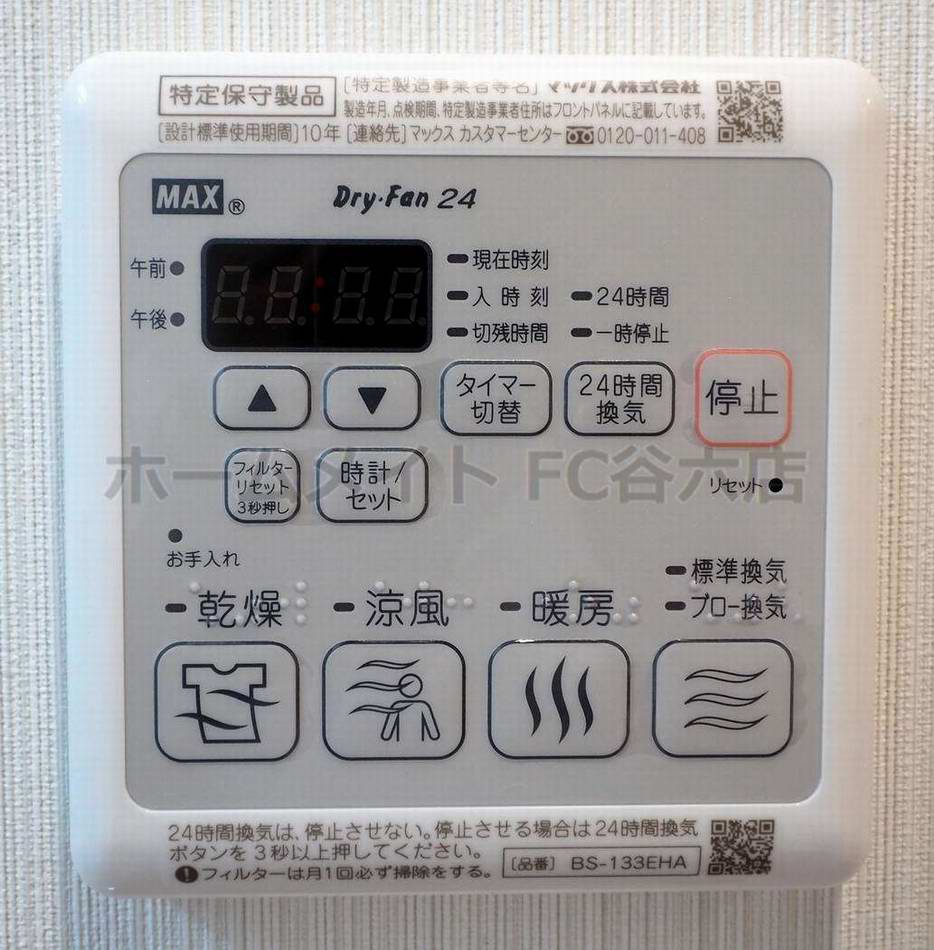 特定保守製品 [特定製造事業者等名] マックス株式会社
製造年月、点検期間、特定製造事業者住所はフロントパネルに記載しています。
[設計標準使用期間]10年 [連絡先]マックス カスタマーセンター 0120-011-408
MAX® Dry・Fan 24
午前
午後
現在時刻
入時刻 24時間
切残時間 一時停止
▲ ▼
タイマー
切替
24時間
換気
停止
フィルター
リセット
3秒押し
時計/
セット
リセット
ホームメイト FC谷六店
お手入れ
標準換気
乾燥 涼風 暖房 ブロー換気
24時間換気は、停止させない。停止させる場合は24時間換気
ボタンを3秒以上押してください。
フィルターは月1回必ず掃除をする。
[品番] BS-133EHA